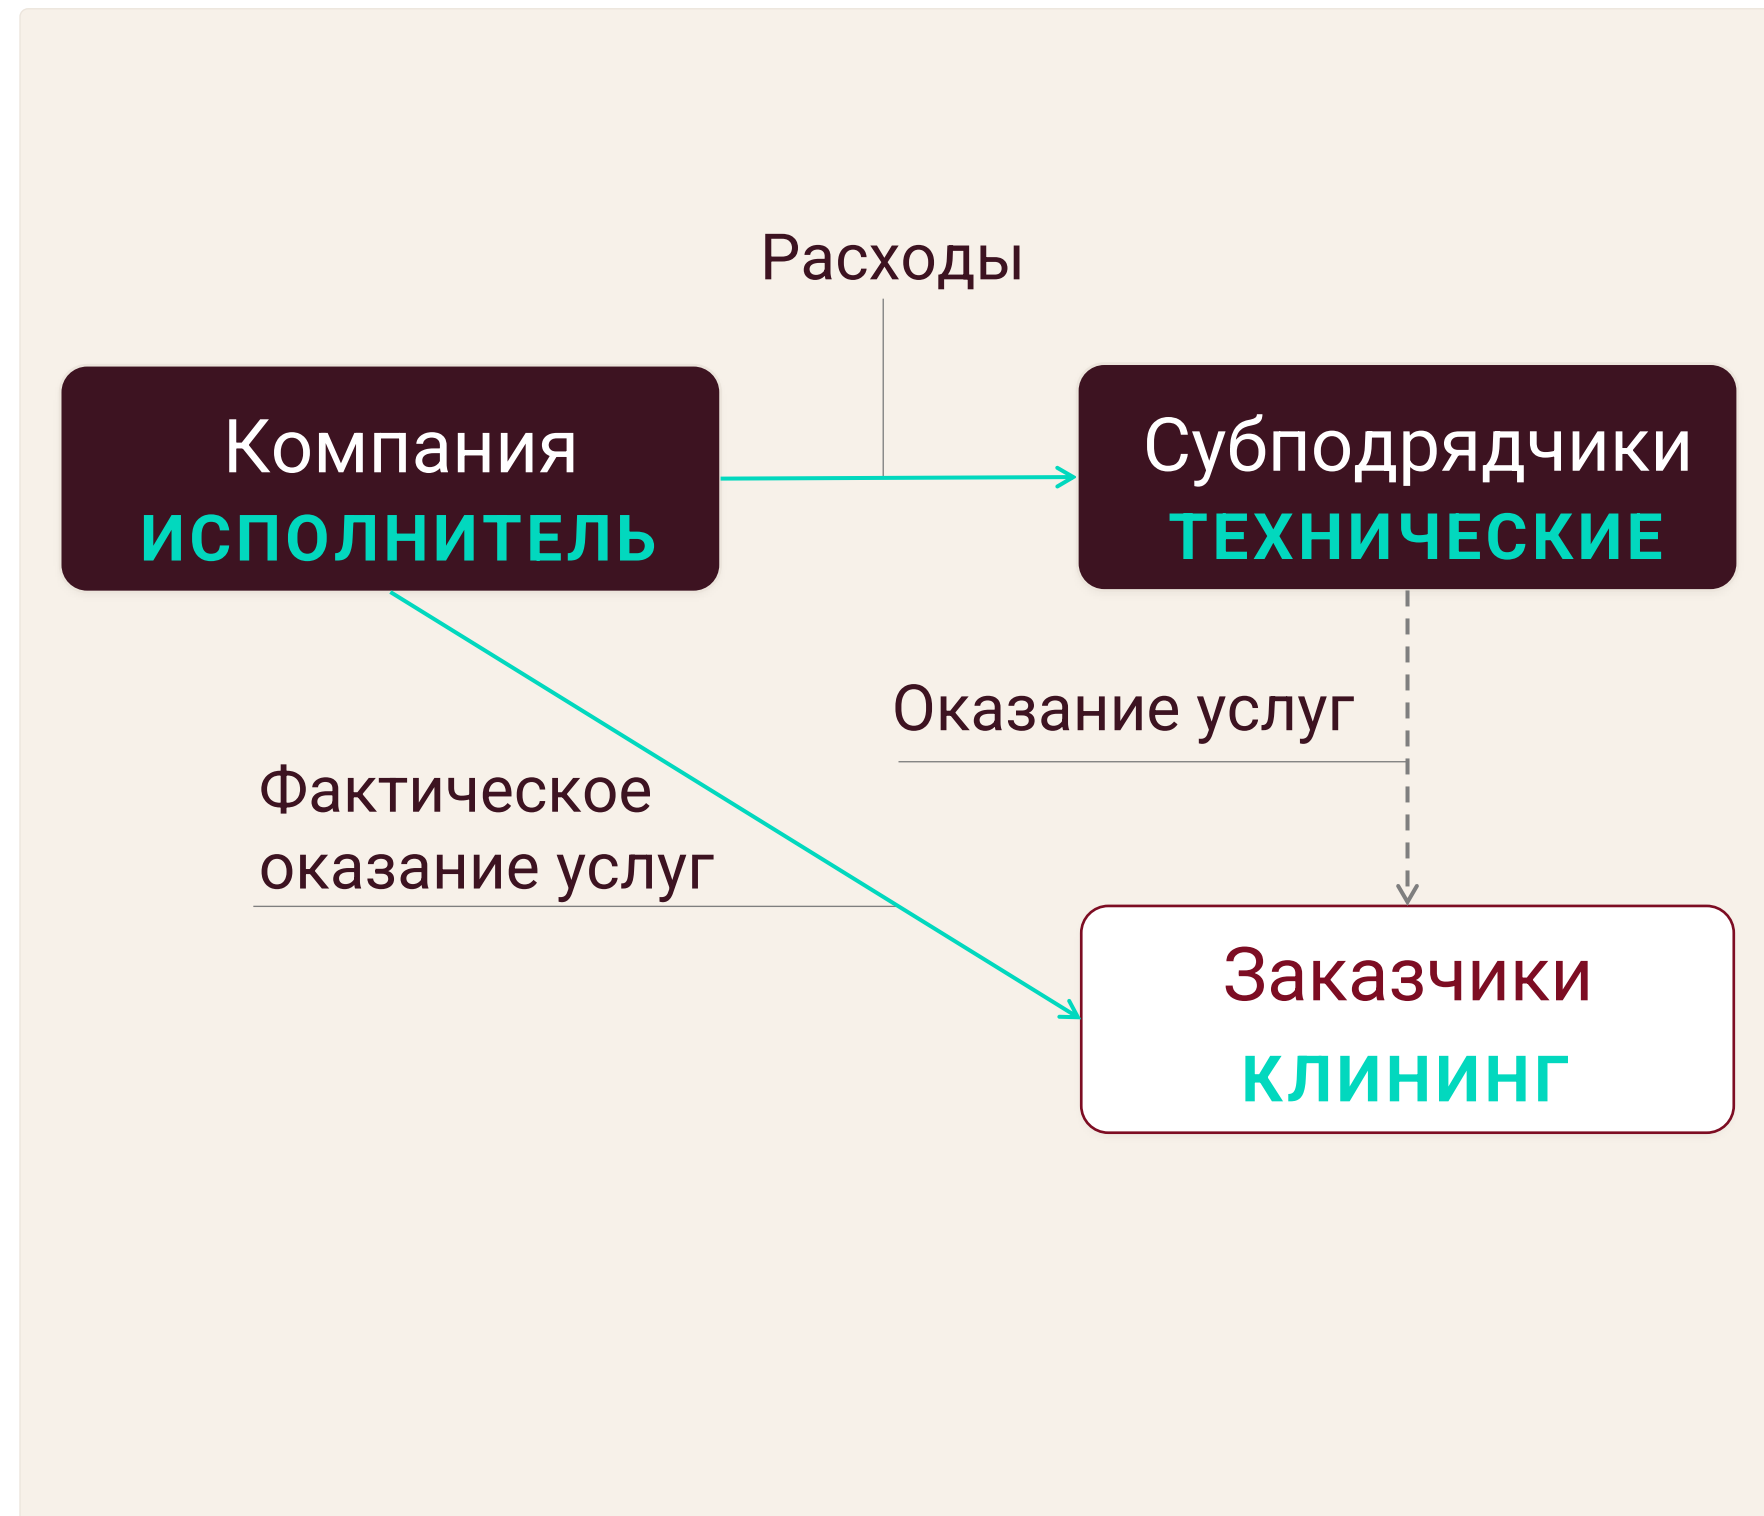 Расходы
Компания
ИСПОЛНИТЕЛЬ
Субподрядчики
ТЕХНИЧЕСКИЕ
Оказание услуг
Фактическое
оказание услуг
Заказчики
КЛИНИНГ